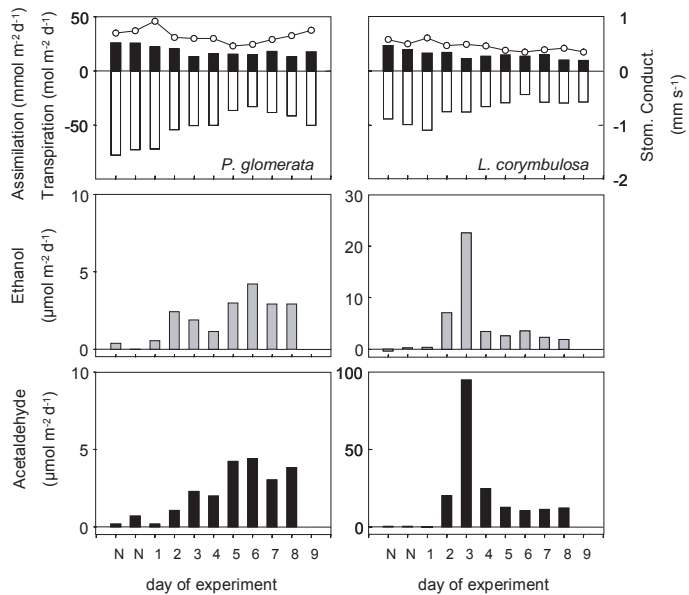 Assimilation (mmol m-2 d-1)
Transpiration (mol m-2 d-1)
50
0
-50
P. glomerata
L. corymbulosa
1
0
-1
-2
Stom. Conduct.
(mm s-1)
Ethanol
(µmol m-2 d-1)
10
5
0
30
20
10
0
Acetaldehyde
(µmol m-2 d-1)
10
5
0
100
50
0
N N 1 2 3 4 5 6 7 8 9
N N 1 2 3 4 5 6 7 8 9
day of experiment
day of experiment